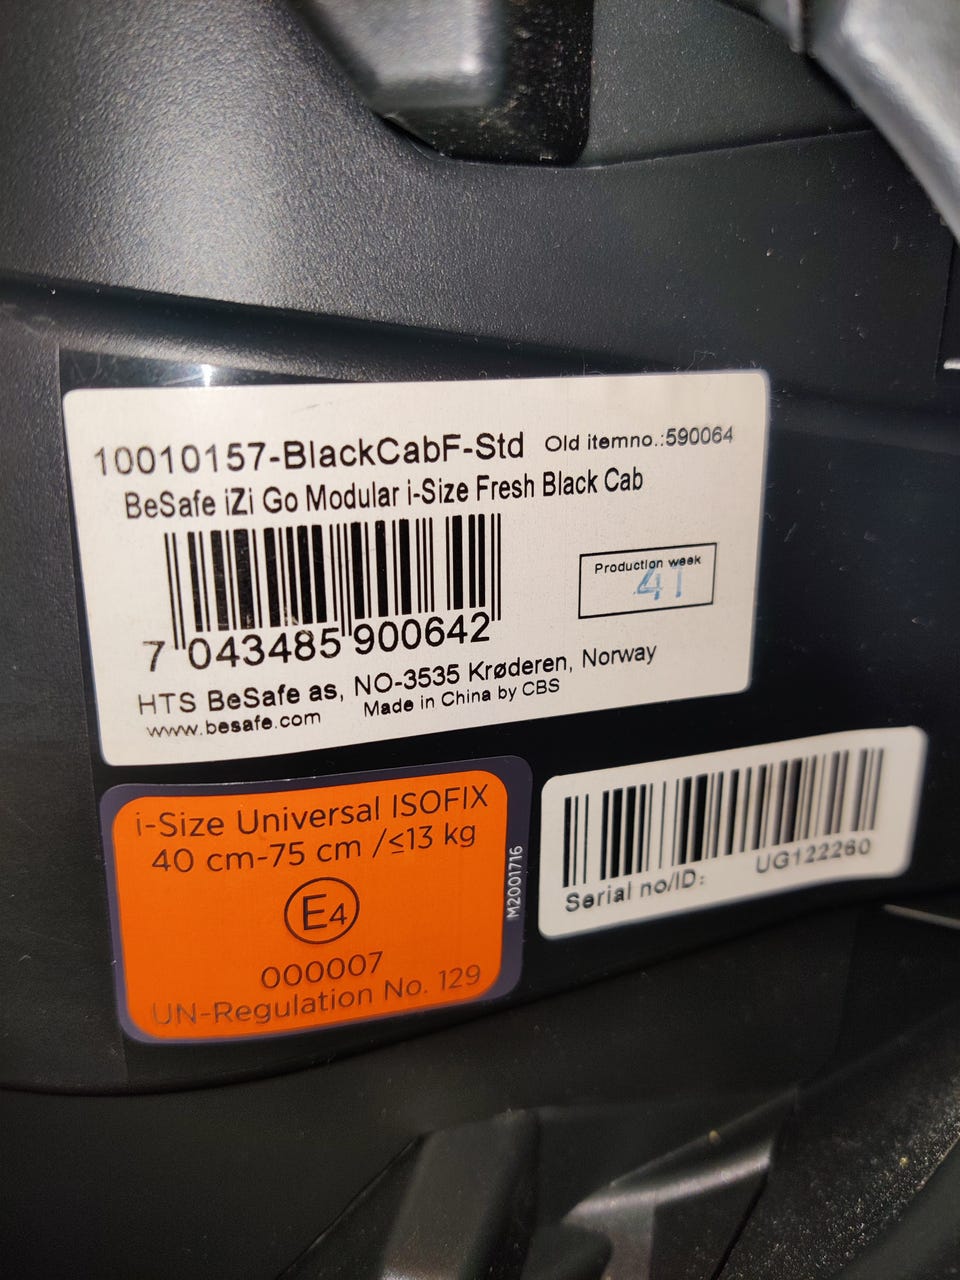 10010157-BlackCabF-Std Old itemno.:590064
BeSafe iZi Go Modular i-Size Fresh Black Cab
Production week
41
7 043485 900642
HTS BeSafe as, NO-3535 Krøderen, Norway
www.besafe.com Made in China by CBS
i-Size Universal ISOFIX
40 cm-75 cm /≤13 kg
E4
000007
UN-Regulation No. 129
M2001716
Serial no/ID: UG122260